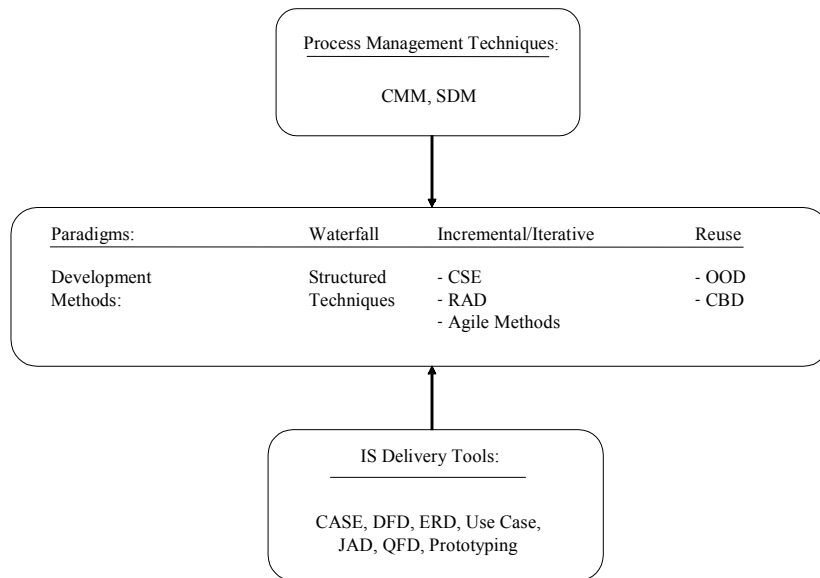 Process Management Techniques:
CMM, SDM
Paradigms: Waterfall Incremental/Iterative Reuse
Development Structured - CSE - OOD
Methods: Techniques - RAD - CBD
- Agile Methods
IS Delivery Tools:
CASE, DFD, ERD, Use Case,
JAD, QFD, Prototyping